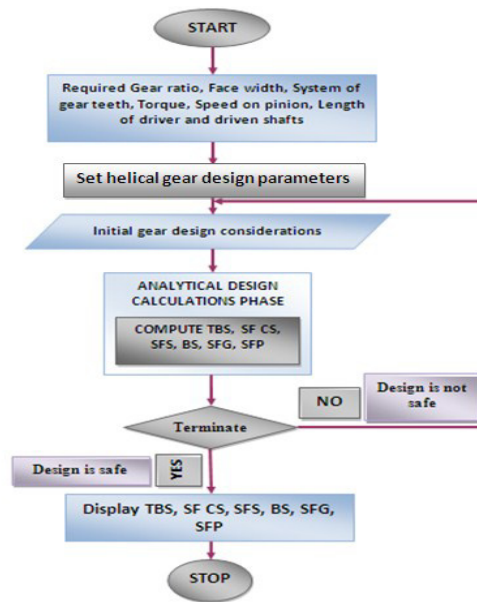 START
Required Gear ratio, Face width, System of
gear teeth, Torque, Speed on pinion, Length
of driver and driven shafts
Set helical gear design parameters
Initial gear design considerations
ANALYTICAL DESIGN
CALCULATIONS PHASE
COMPUTE TBS, SF CS,
SFS, BS, SFG, SFP
NO
Design is not
safe
Terminate
Design is safe
YES
Display TBS, SF CS, SFS, BS, SFG,
SFP
STOP